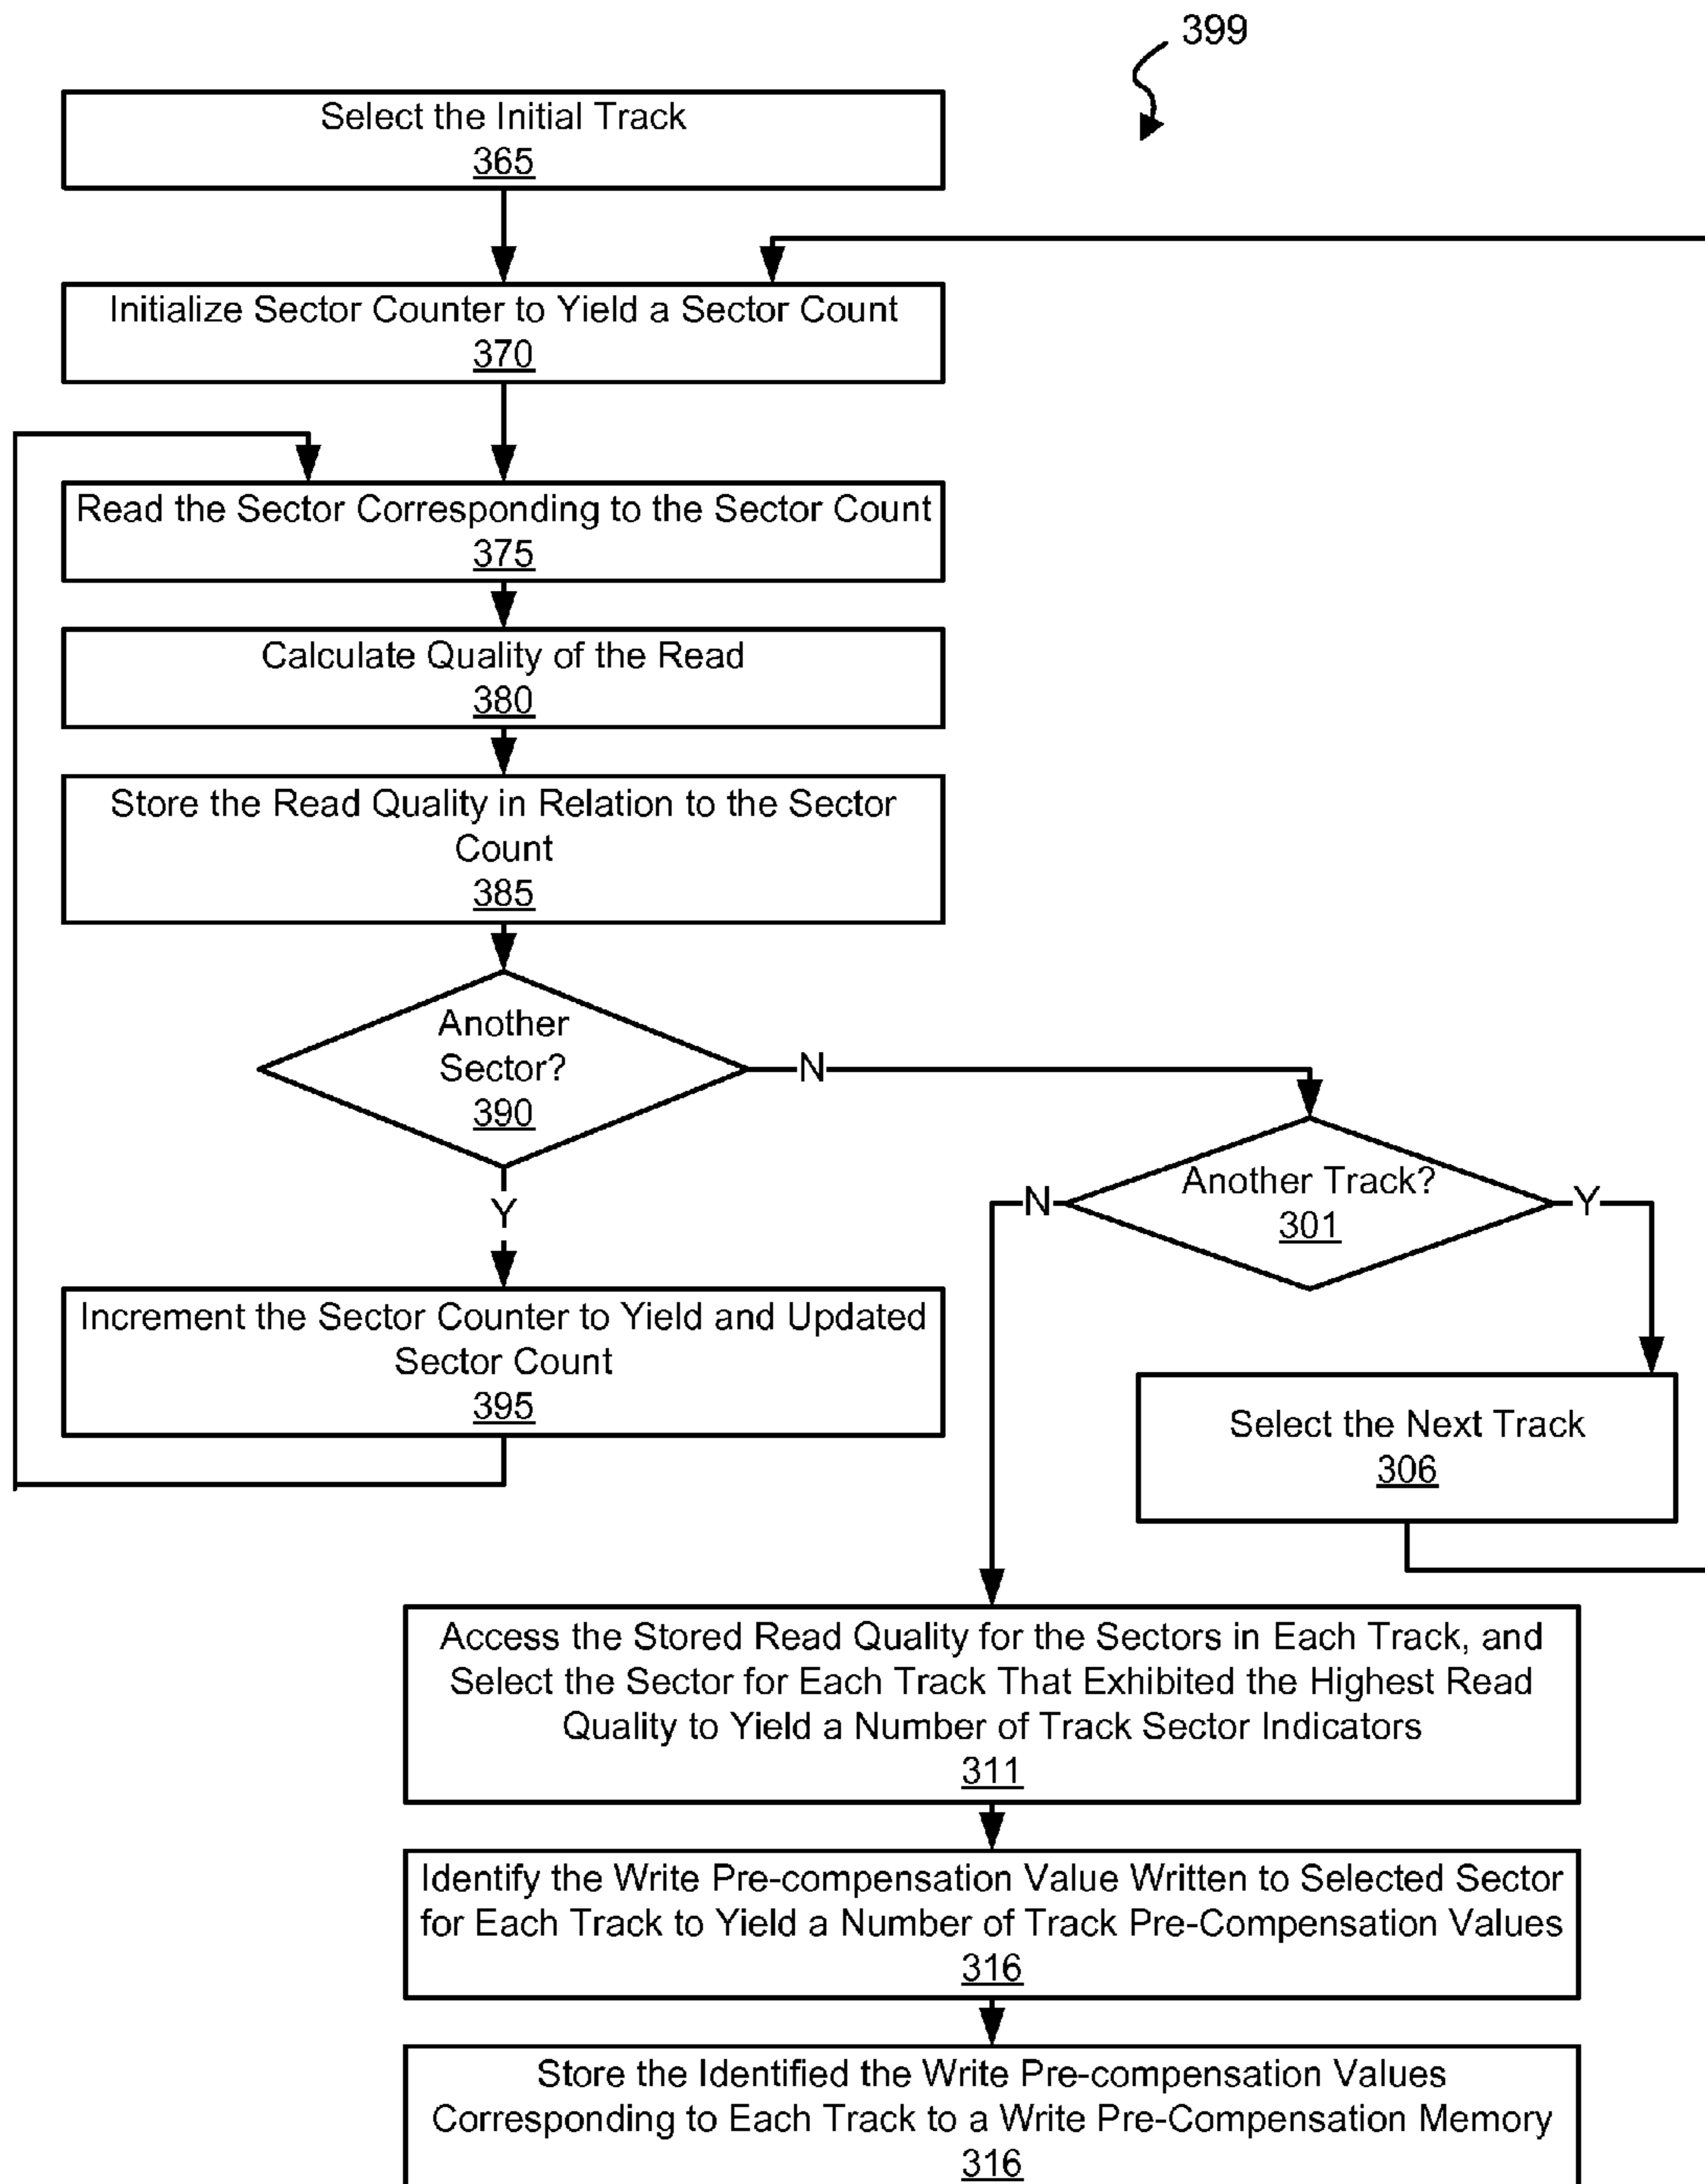 399
Select the Initial Track
365
Initialize Sector Counter to Yield a Sector Count
370
Read the Sector Corresponding to the Sector Count
375
Calculate Quality of the Read
380
Store the Read Quality in Relation to the Sector
Count
385
Another
Sector?
390
N
Y
Another Track?
301
N
Y
Increment the Sector Counter to Yield and Updated
Sector Count
395
Select the Next Track
306
Access the Stored Read Quality for the Sectors in Each Track, and
Select the Sector for Each Track That Exhibited the Highest Read
Quality to Yield a Number of Track Sector Indicators
311
Identify the Write Pre-compensation Value Written to Selected Sector
for Each Track to Yield a Number of Track Pre-Compensation Values
316
Store the Identified the Write Pre-compensation Values
Corresponding to Each Track to a Write Pre-Compensation Memory
316